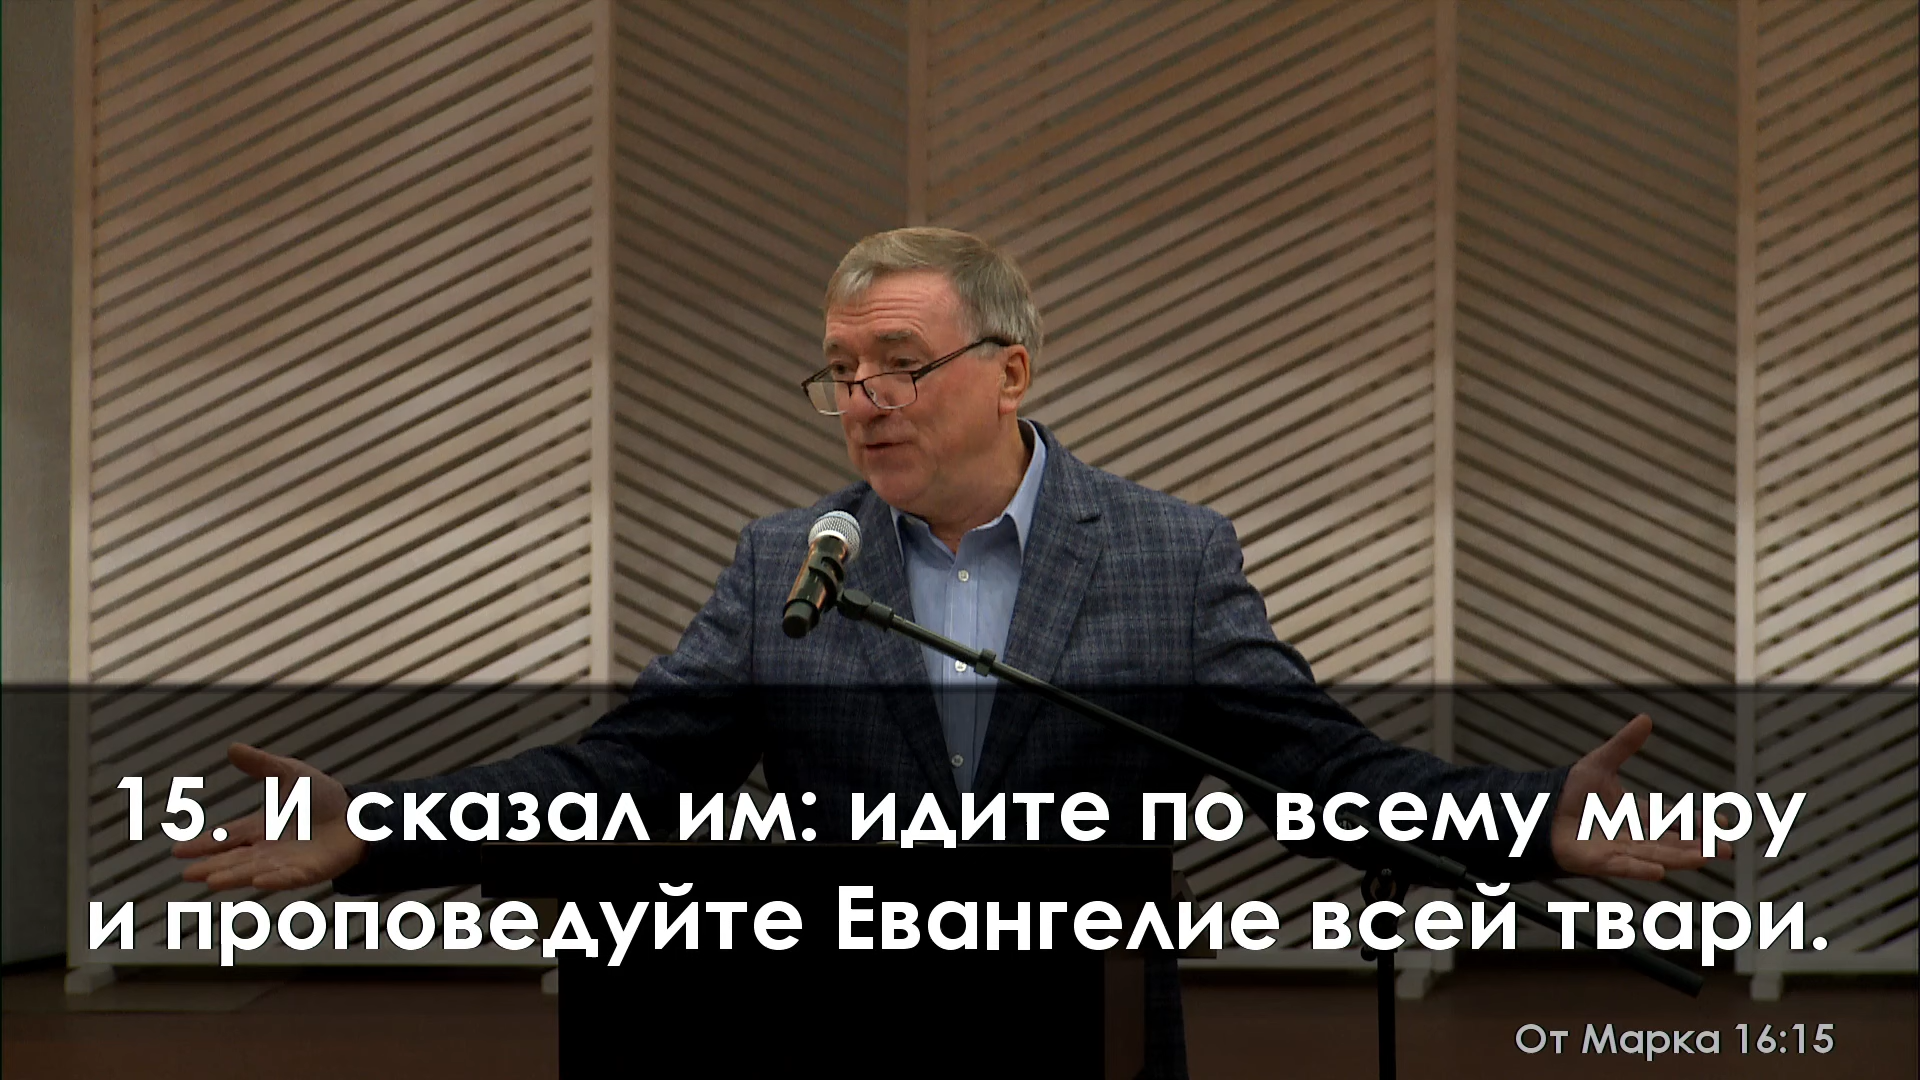 15. И сказал им: идите по всему миру
и проповедуйте Евангелие всей твари.
От Марка 16:15